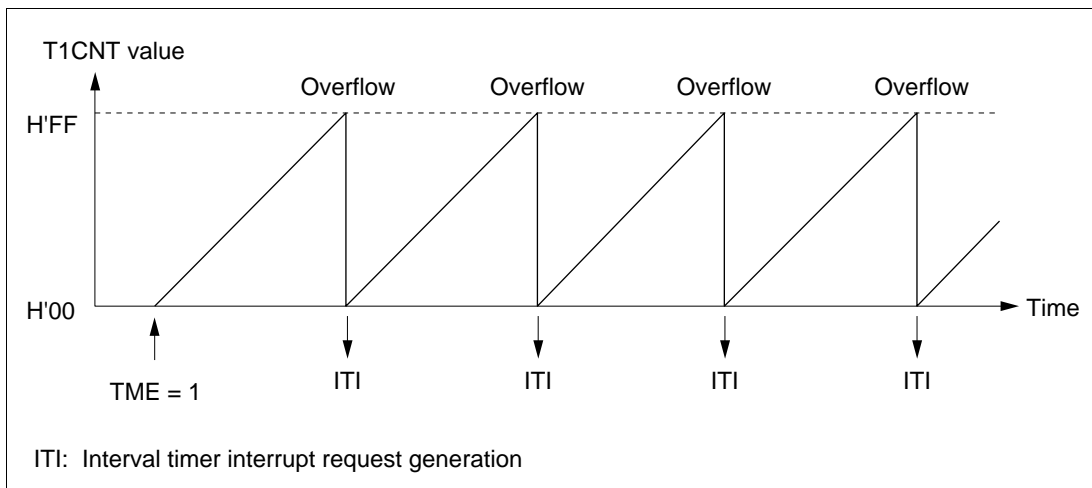 T1CNT value
Overflow Overflow Overflow Overflow
H'FF
H'00
Time
TME = 1
ITI ITI ITI ITI
ITI: Interval timer interrupt request generation